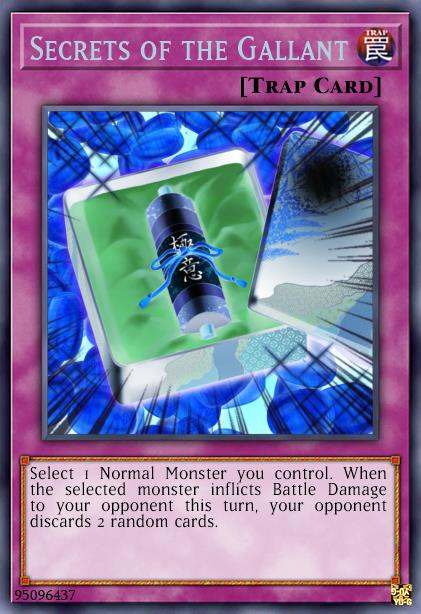 SECRETS OF THE GALLANT
TRAP
罠
[TRAP CARD]
極意
Select 1 Normal Monster you control. When
the selected monster inflicts Battle Damage
to your opponent this turn, your opponent
discards 2 random cards.
95096437